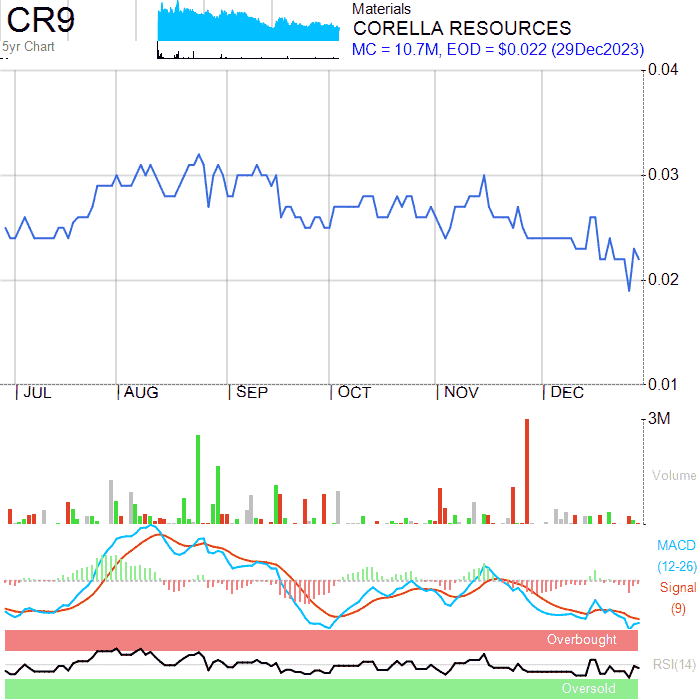 CR9
5yr Chart
Materials
CORELLA RESOURCES
MC = 10.7M, EOD = $0.022 (29Dec2023)
0.04
0.03
0.02
0.01
JUL AUG SEP OCT NOV DEC
3M
Volume
MACD
(12-26)
Signal
(9)
Overbought
RSI(14)
Oversold